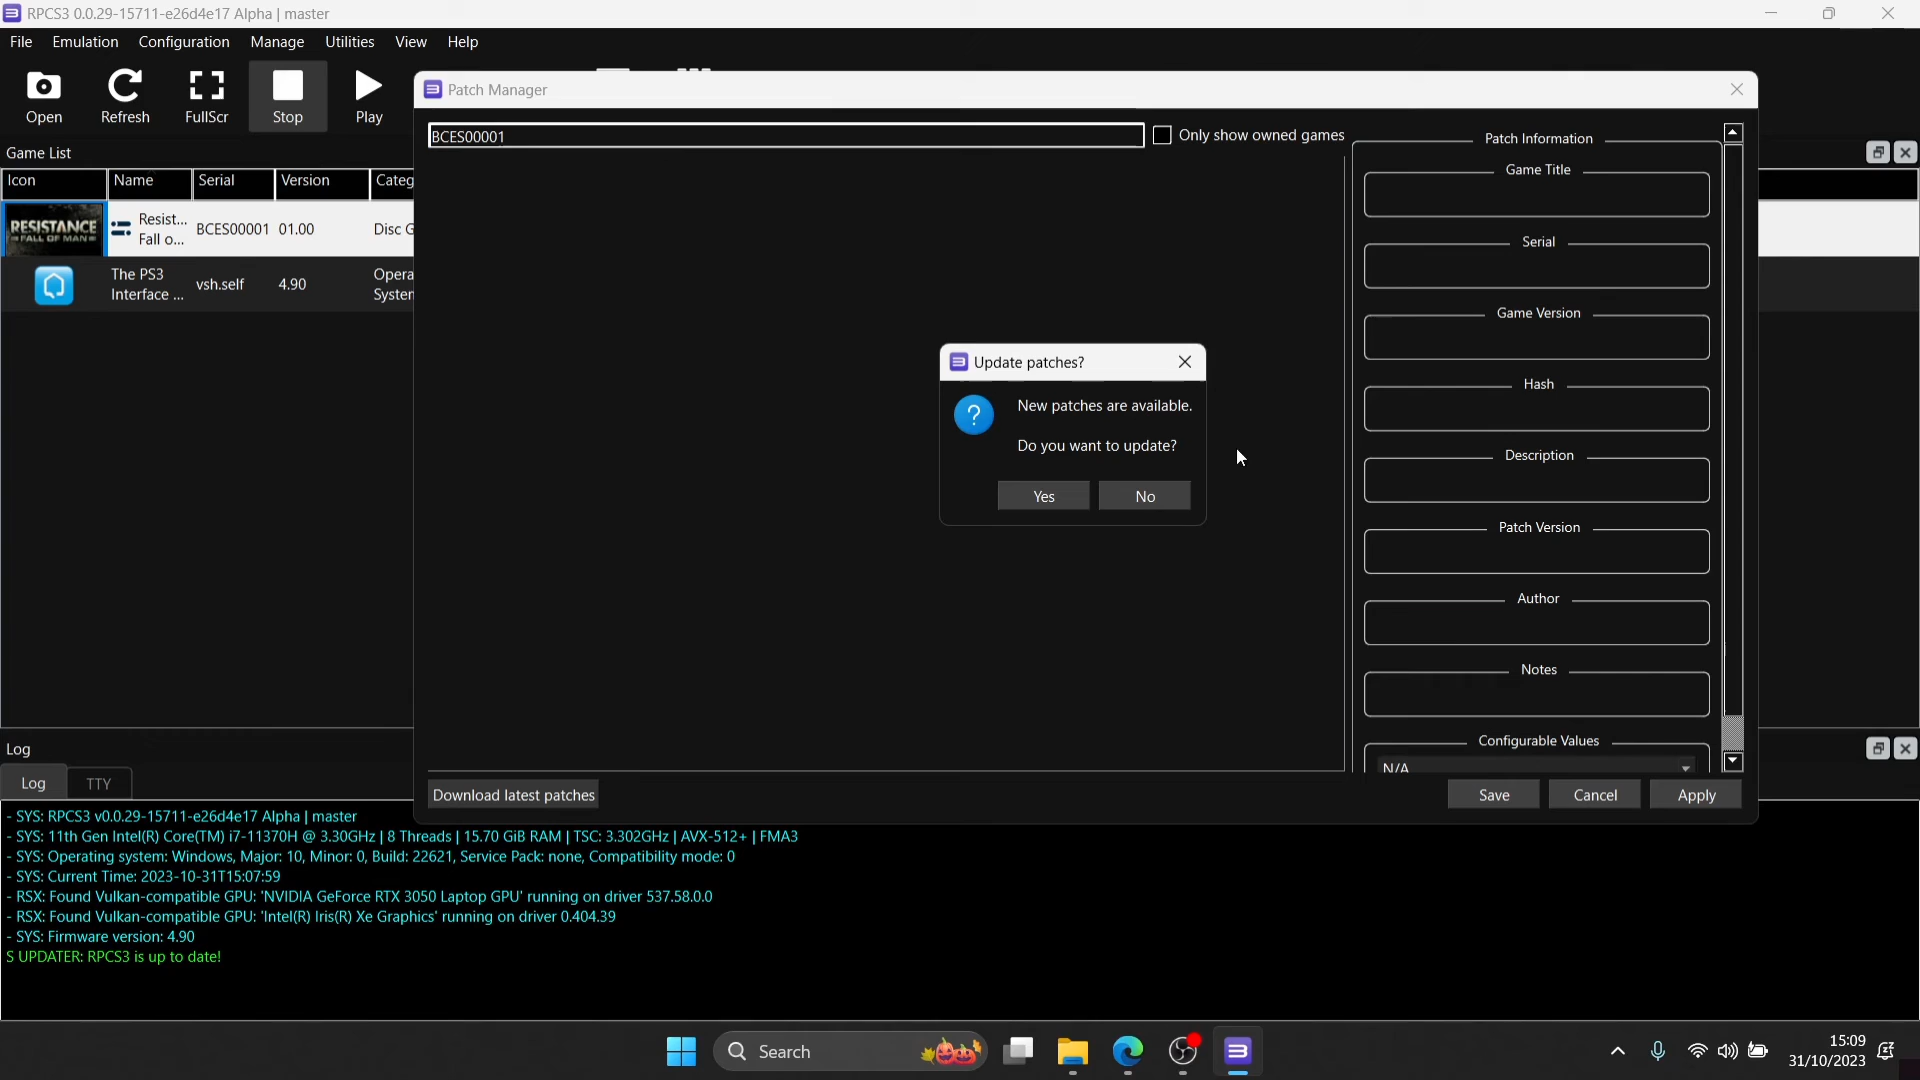 RPCS3 0.0.29-15711-e26d4e17 Alpha | master
File Emulation Configuration Manage Utilities View Help
Open Refresh FullScr Stop Play
Patch Manager
BCES00001
Only show owned games
Patch Information
Game Title
Serial
Game Version
Hash
Description
Patch Version
Author
Notes
Configurable Values
N/A
Game List
Icon Name Serial Version Categ
RESISTANCE
FALL OF MAN
Resist...
Fall o...
BCES00001 01.00 Disc G
The PS3
Interface ...
vsh.self 4.90
Opera
System
Update patches?
New patches are available.
Do you want to update?
Yes No
Download latest patches
Save Cancel Apply
Log
Log TTY
- SYS: RPCS3 v0.0.29-15711-e26d4e17 Alpha | master
- SYS: 11th Gen Intel(R) Core(TM) i7-11370H @ 3.30GHz | 8 Threads | 15.70 GiB RAM | TSC: 3.302GHz | AVX-512+ | FMA3
- SYS: Operating system: Windows, Major: 10, Minor: 0, Build: 22621, Service Pack: none, Compatibility mode: 0
- SYS: Current Time: 2023-10-31T15:07:59
- RSX: Found Vulkan-compatible GPU: 'NVIDIA GeForce RTX 3050 Laptop GPU' running on driver 537.58.0.0
- RSX: Found Vulkan-compatible GPU: 'Intel(R) Iris(R) Xe Graphics' running on driver 0.404.39
- SYS: Firmware version: 4.90
S UPDATER: RPCS3 is up to date!
Search
15:09
31/10/2023